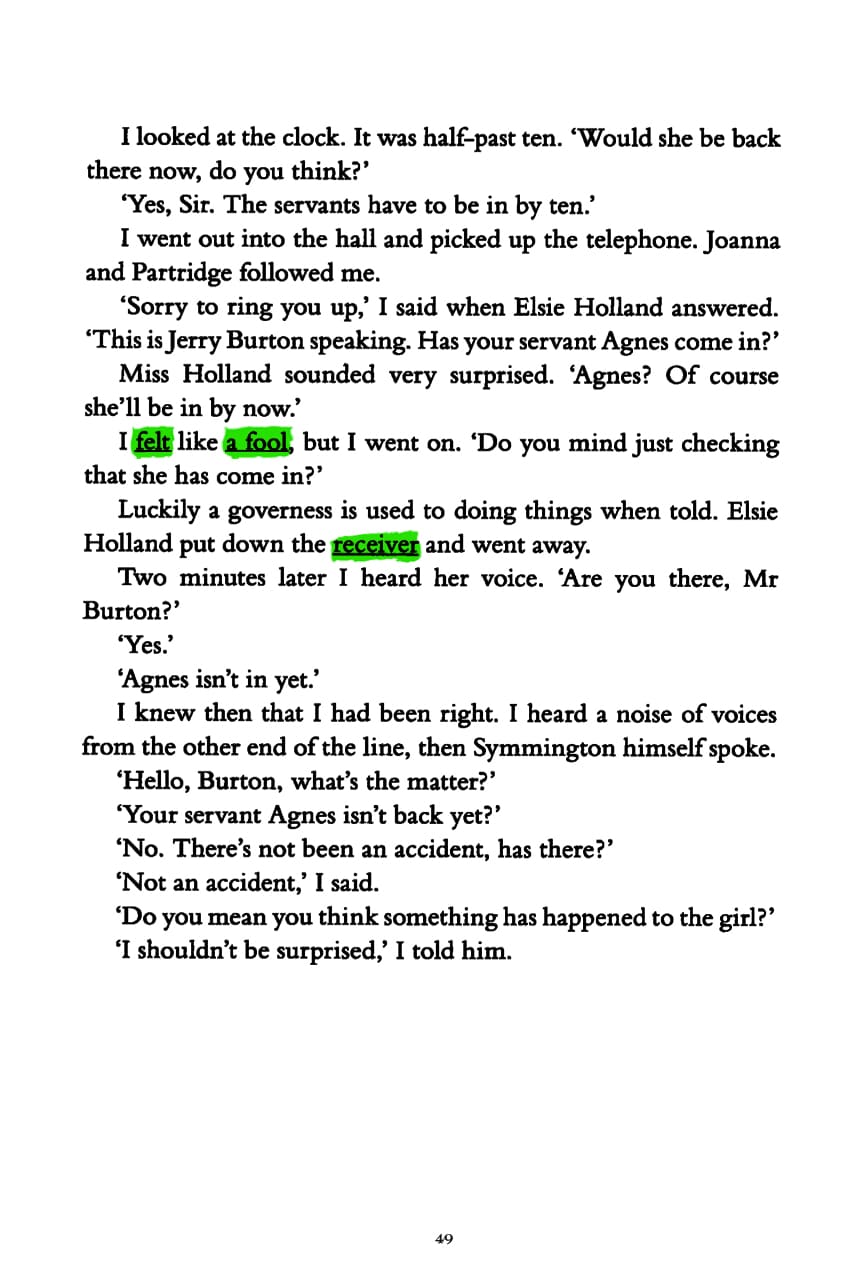 I looked at the clock. It was half-past ten. ‘Would she be back
there now, do you think?’
‘Yes, Sir. The servants have to be in by ten.’
I went out into the hall and picked up the telephone. Joanna
and Partridge followed me.
‘Sorry to ring you up,’ I said when Elsie Holland answered.
‘This is Jerry Burton speaking. Has your servant Agnes come in?’
Miss Holland sounded very surprised. ‘Agnes? Of course
she’ll be in by now.’
I felt like a fool, but I went on. ‘Do you mind just checking
that she has come in?’
Luckily a governess is used to doing things when told. Elsie
Holland put down the receiver and went away.
Two minutes later I heard her voice. ‘Are you there, Mr
Burton?’
‘Yes.’
‘Agnes isn’t in yet.’
I knew then that I had been right. I heard a noise of voices
from the other end of the line, then Symmington himself spoke.
‘Hello, Burton, what’s the matter?’
‘Your servant Agnes isn’t back yet?’
‘No. There’s not been an accident, has there?’
‘Not an accident,’ I said.
‘Do you mean you think something has happened to the girl?’
‘I shouldn’t be surprised,’ I told him.
49